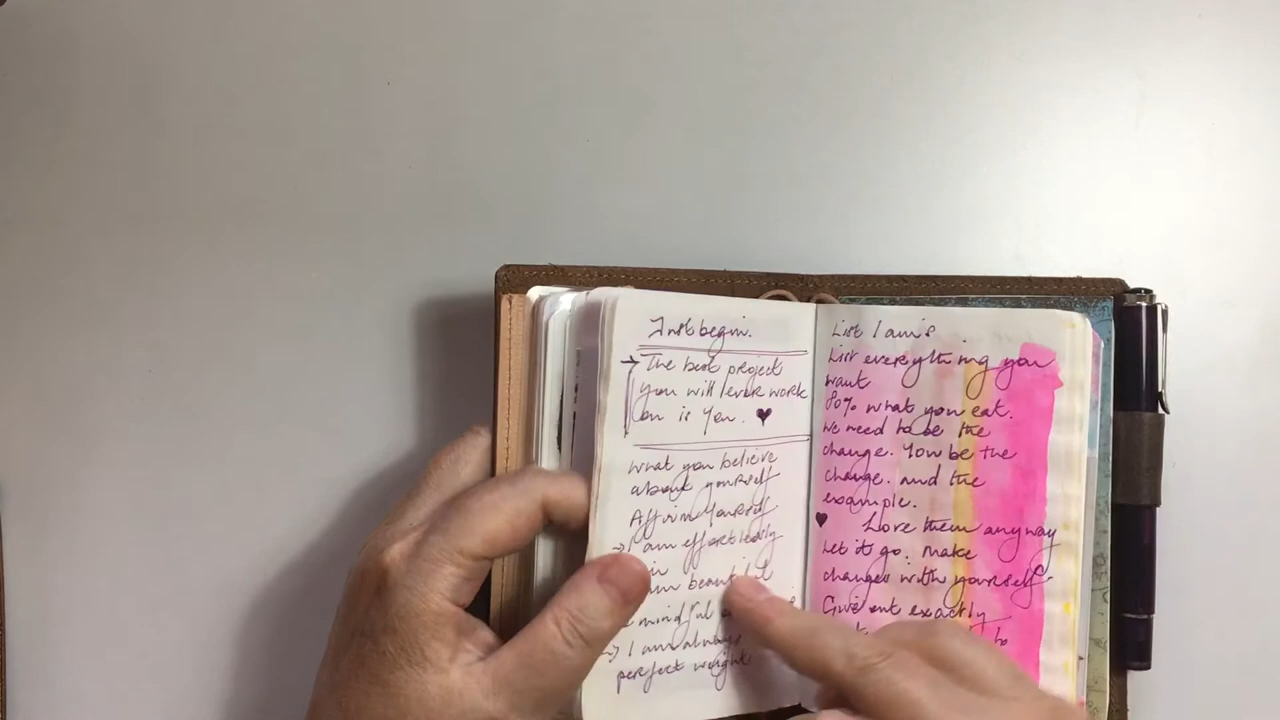 Just begin.
→ The best project
you will ever work
on is You. ♥
What you believe
about yourself
Affirm Yourself
→ I am effortlessly
am beautiful
mindful
→ I am always
perfect weight
List I am's
List everything you
want
80% what you eat.
We need to be the
change. You be the
change. and the
example.
♥ Love them anyway
Let it go. Make
changes with yourself
Give out exactly